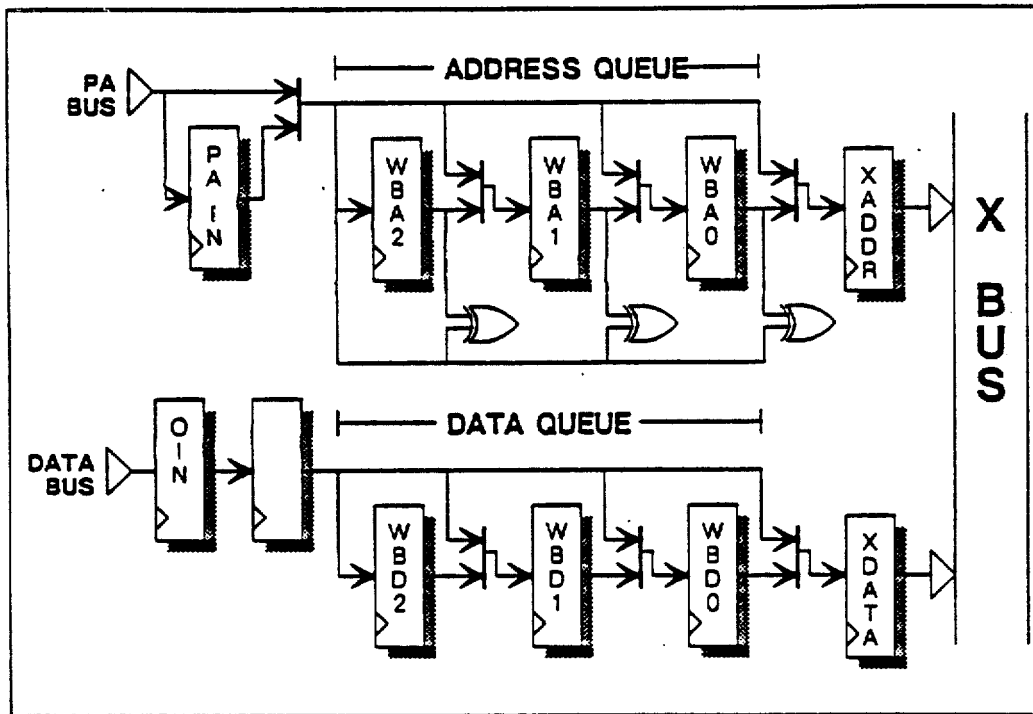 ADDRESS QUEUE
PA
BUS
PA IN
WBA2
WBA1
WBA0
XADDR
X BUS
DATA QUEUE
DATA
BUS
OIN
WBD2
WBD1
WBD0
XDATA